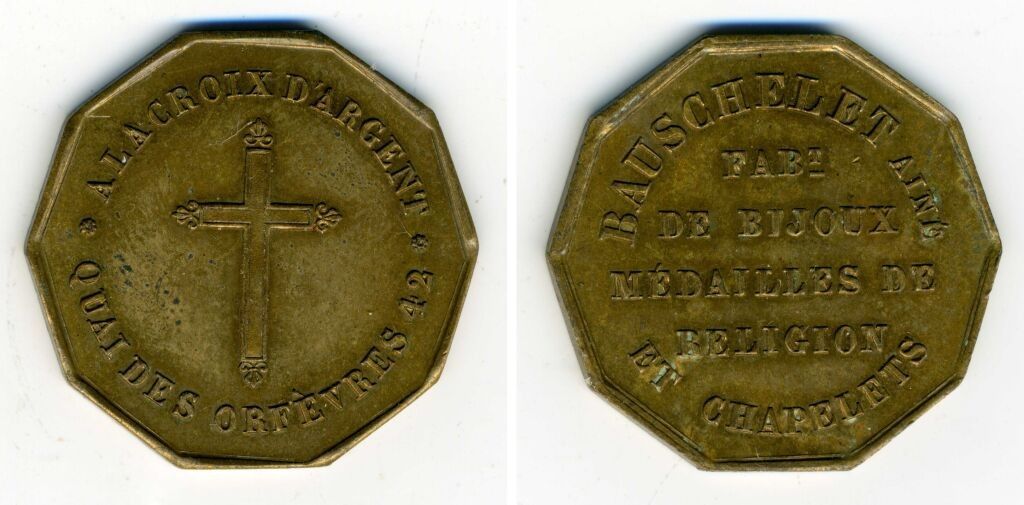 A LA CROIX D'ARGENT
* QUAI DES ORFÈVRES 42 *
BAUSCHELET AINÉ
FABT
DE BIJOUX
MÉDAILLES DE
RELIGION
ET CHAPELETS